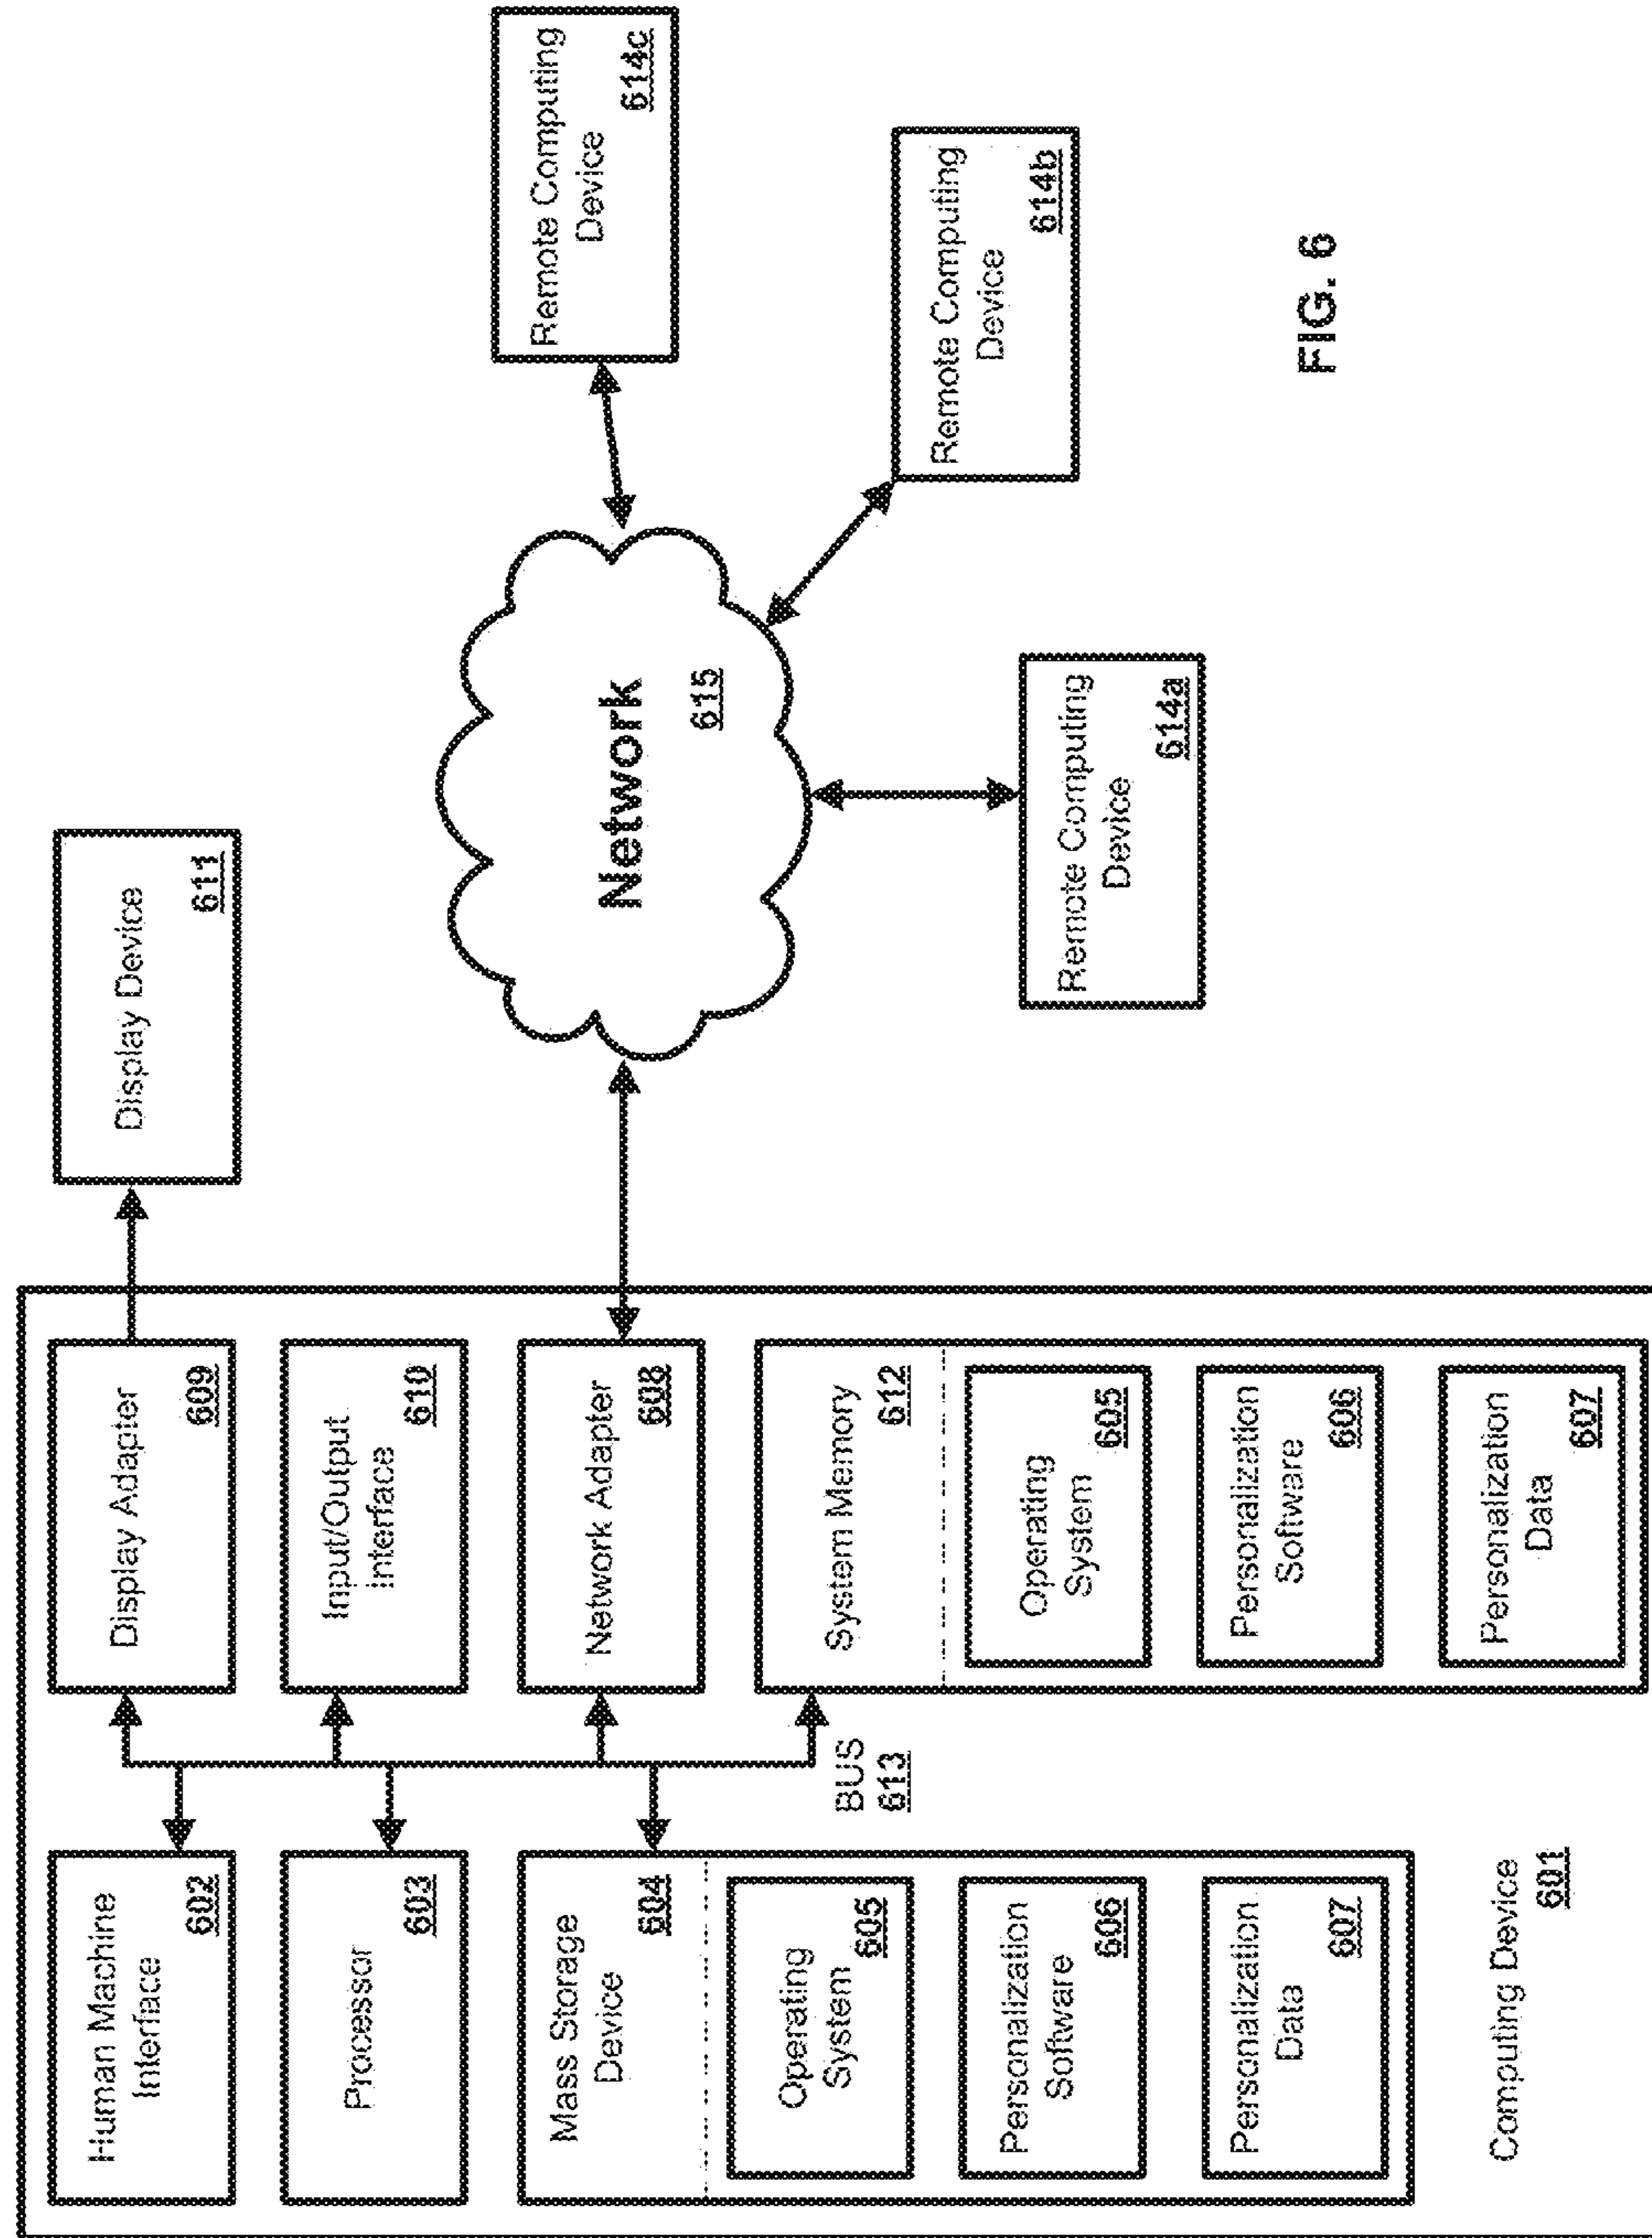 Human Machine
Interface
602
Processor
603
Mass Storage
Device
604
Operating
System
605
Personalization
Software
606
Personalization
Data
607
Computing Device
601
BUS
613
Display Adapter
609
Input/Output
Interface
610
Network Adapter
608
System Memory
612
Operating
System
605
Personalization
Software
606
Personalization
Data
607
Display Device
611
Network
615
Remote Computing
Device
614a
Remote Computing
Device
614b
Remote Computing
Device
614c
FIG. 6